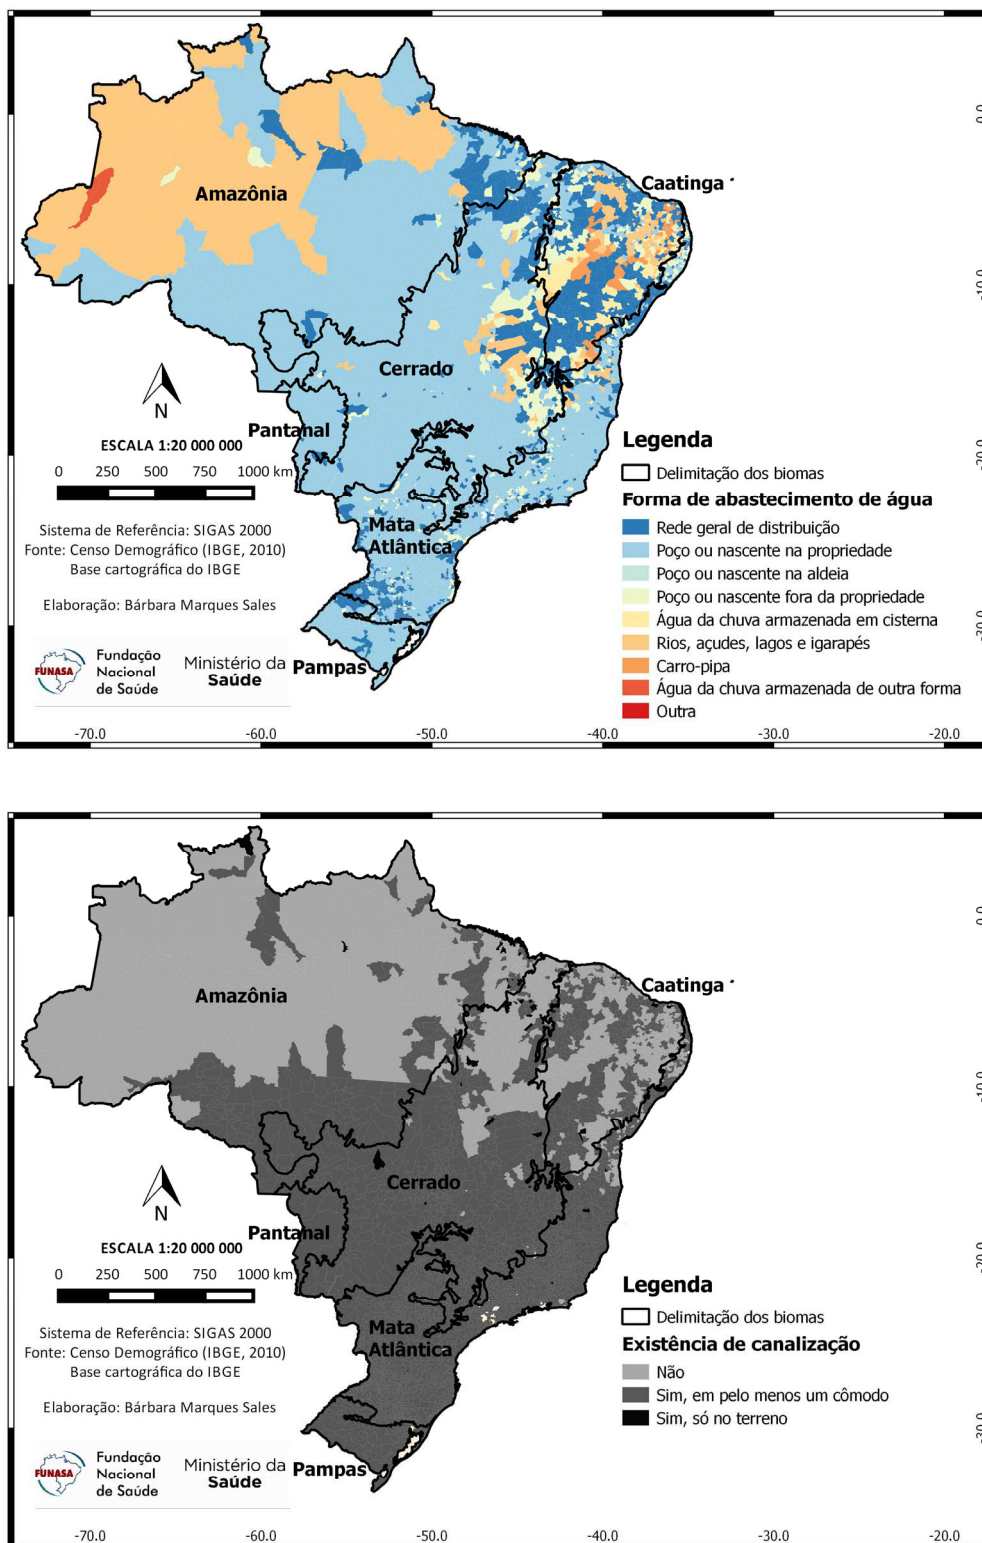 0.0
Caatinga
Amazônia
-10.0
Cerrado
N
Pantanal
ESCALA 1:20 000 000
0 250 500 750 1000 km
-20.0
Legenda
Delimitação dos biomas
Forma de abastecimento de água
Rede geral de distribuição
Poço ou nascente na propriedade
Poço ou nascente na aldeia
Poço ou nascente fora da propriedade
Água da chuva armazenada em cisterna
Rios, açudes, lagos e igarapés
Carro-pipa
Água da chuva armazenada de outra forma
Outra
Mata
Atlântica
Sistema de Referência: SIGAS 2000
Fonte: Censo Demográfico (IBGE, 2010)
Base cartográfica do IBGE
Elaboração: Bárbara Marques Sales
-30.0
FUNASA
Fundação
Nacional
de Saúde
Ministério da
Saúde
Pampas
-70.0 -60.0 -50.0 -40.0 -30.0 -20.0
0.0
Caatinga
Amazônia
-10.0
Cerrado
N
Pantanal
ESCALA 1:20 000 000
0 250 500 750 1000 km
-20.0
Legenda
Delimitação dos biomas
Existência de canalização
Não
Sim, em pelo menos um cômodo
Sim, só no terreno
Mata
Atlântica
Sistema de Referência: SIGAS 2000
Fonte: Censo Demográfico (IBGE, 2010)
Base cartográfica do IBGE
Elaboração: Bárbara Marques Sales
-30.0
FUNASA
Fundação
Nacional
de Saúde
Ministério da
Saúde
Pampas
-70.0 -60.0 -50.0 -40.0 -30.0 -20.0